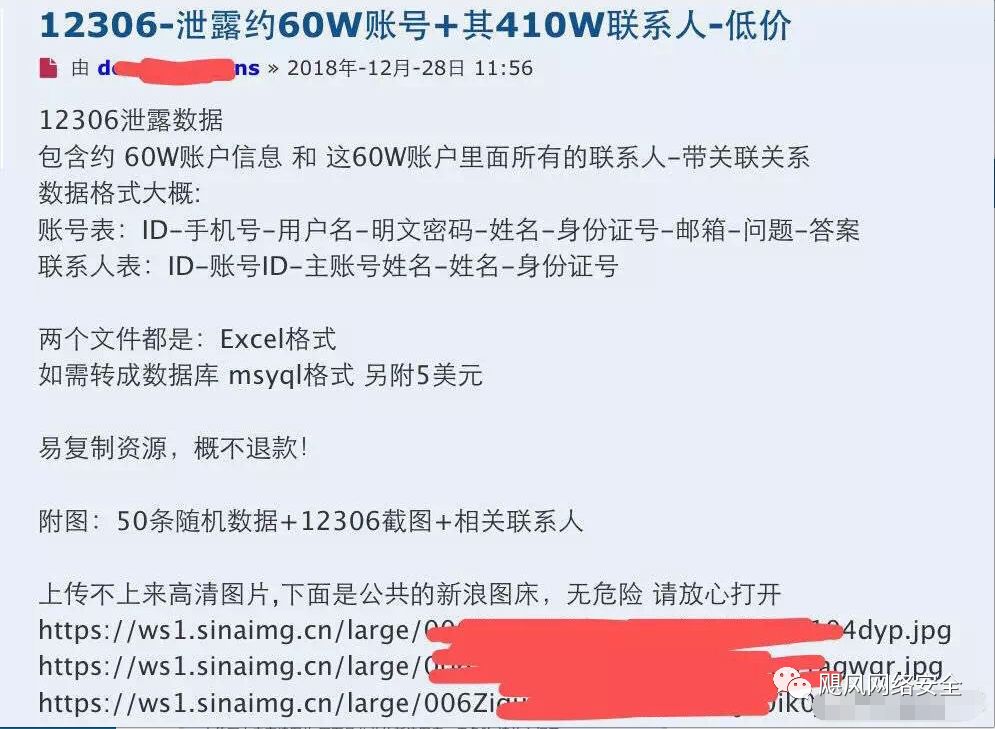 12306-泄露约60W账号+其410W联系人-低价
由 d ns » 2018年-12月-28日 11:56
12306泄露数据
包含约 60W账户信息 和 这60W账户里面所有的联系人-带关联关系
数据格式大概:
账号表：ID-手机号-用户名-明文密码-姓名-身份证号-邮箱-问题-答案
联系人表：ID-账号ID-主账号姓名-姓名-身份证号
两个文件都是：Excel格式
如需转成数据库 msyql格式 另附5美元
易复制资源，概不退款！
附图：50条随机数据+12306截图+相关联系人
上传不上来高清图片,下面是公共的新浪图床，无危险 请放心打开
https://ws1.sinaimg.cn/large/00 04dyp.jpg
https://ws1.sinaimg.cn/large/0 aqwqr.jpg
https://ws1.sinaimg.cn/large/006Zi
飓风网络安全